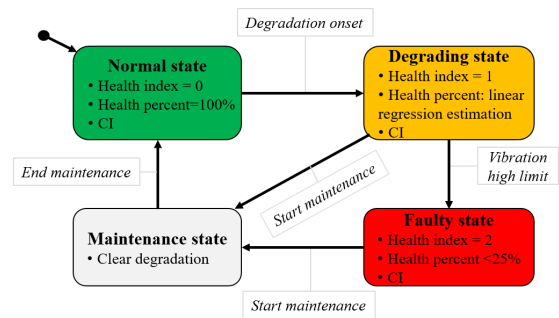 Degradation onset
Normal state
• Health index = 0
• Health percent=100%
• CI
Degrading state
• Health index = 1
• Health percent: linear
regression estimation
• CI
End maintenance
Start maintenance
Vibration
high limit
Maintenance state
• Clear degradation
Faulty state
• Health index = 2
• Health percent <25%
• CI
Start maintenance